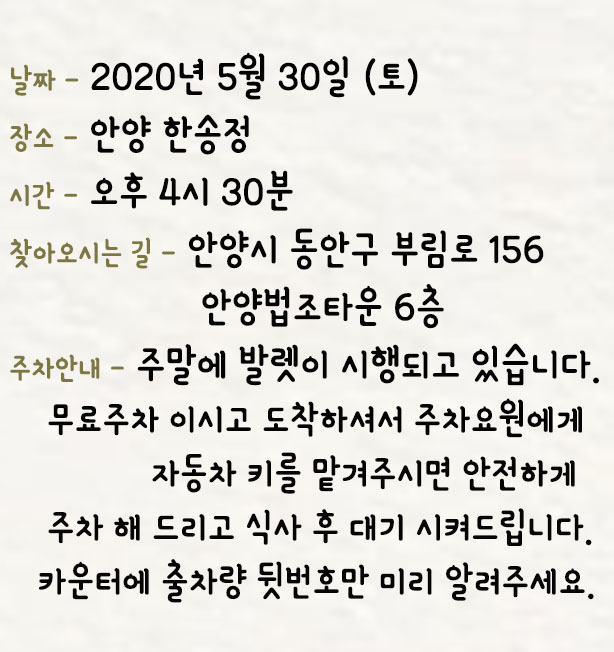 날짜 - 2020년 5월 30일 (토)
장소 - 안양 한송정
시간 - 오후 4시 30분
찾아오시는 길 - 안양시 동안구 부림로 156
안양법조타운 6층
주차안내 - 주말에 발렛이 시행되고 있습니다.
무료주차 이시고 도착하셔서 주차요원에게
자동차 키를 맡겨주시면 안전하게
주차 해 드리고 식사 후 대기 시켜드립니다.
카운터에 출차량 뒷번호만 미리 알려주세요.